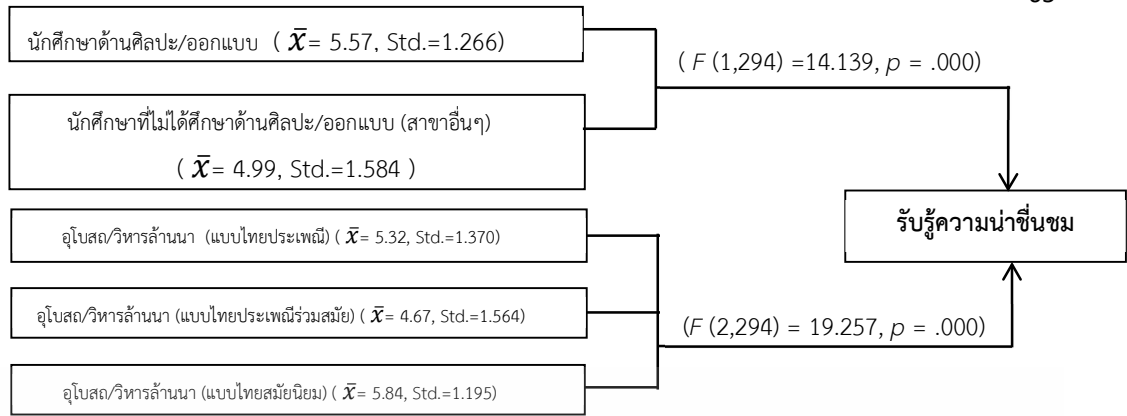 นักศึกษาด้านศิลปะ/ออกแบบ ( x̄ = 5.57, Std.=1.266)
( F (1,294) =14.139, p = .000)
นักศึกษาที่ไม่ได้ศึกษาด้านศิลปะ/ออกแบบ (สาขาอื่นๆ)
( x̄ = 4.99, Std.=1.584 )
รับรู้ความน่าชื่นชม
อุโบสถ/วิหารล้านนา (แบบไทยประเพณี) ( x̄ = 5.32, Std.=1.370)
อุโบสถ/วิหารล้านนา (แบบไทยประเพณีร่วมสมัย) ( x̄ = 4.67, Std.=1.564)
(F (2,294) = 19.257, p = .000)
อุโบสถ/วิหารล้านนา (แบบไทยสมัยนิยม) ( x̄ = 5.84, Std.=1.195)